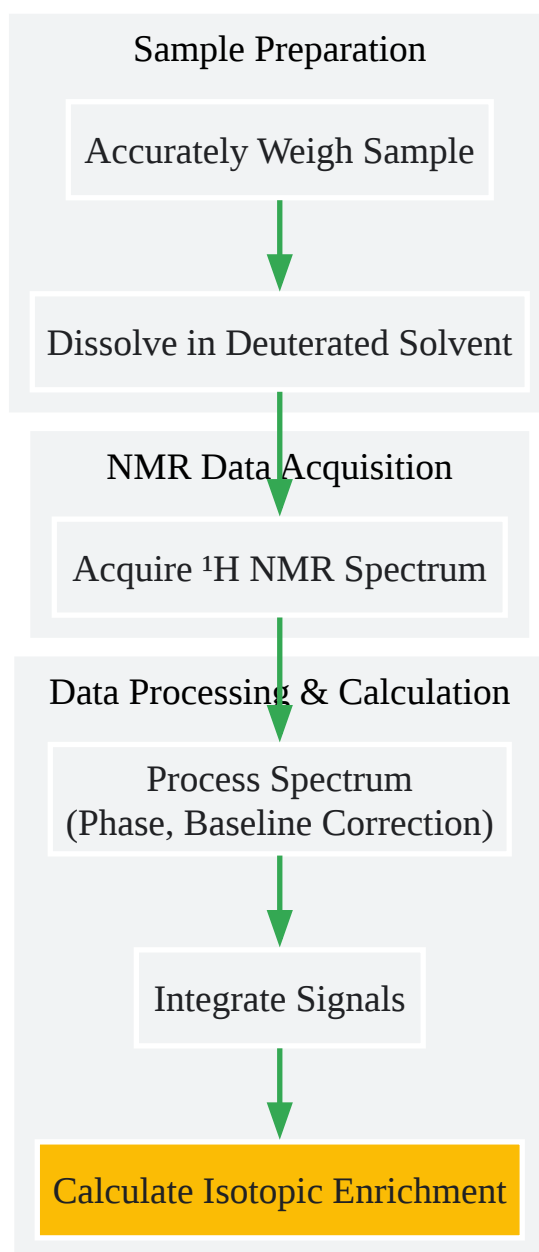 Sample Preparation
Accurately Weigh Sample
Dissolve in Deuterated Solvent
NMR Data Acquisition
Acquire ¹H NMR Spectrum
Data Processing & Calculation
Process Spectrum
(Phase, Baseline Correction)
Integrate Signals
Calculate Isotopic Enrichment